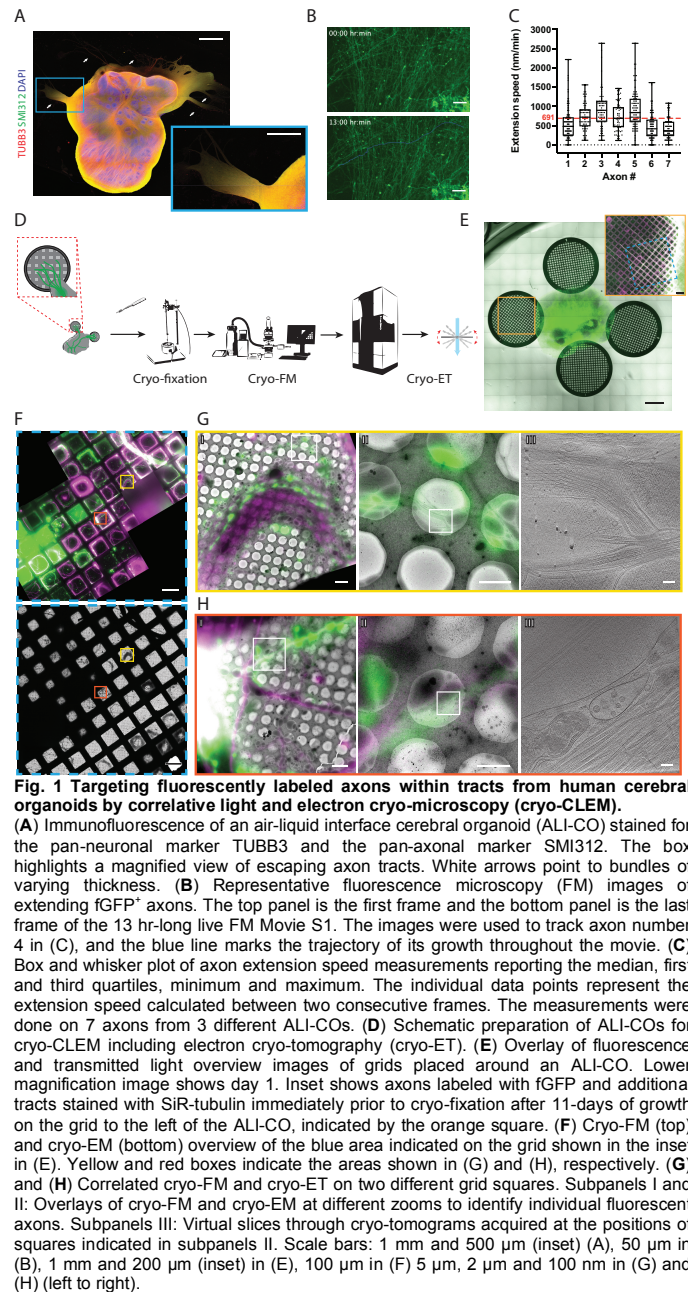 A
B
C
TUBB3 SMI312 DAPI
00:00 hr:min
13:00 hr:min
Extension speed (nm/min)
3000
2500
2000
1500
1000
691
500
0
1 2 3 4 5 6 7
Axon #
D
E
Cryo-fixation
Cryo-FM
Cryo-ET
F
G
H
Fig. 1 Targeting fluorescently labeled axons within tracts from human cerebral
organoids by correlative light and electron cryo-microscopy (cryo-CLEM).
(A) Immunofluorescence of an air-liquid interface cerebral organoid (ALI-CO) stained for
the pan-neuronal marker TUBB3 and the pan-axonal marker SMI312. The box
highlights a magnified view of escaping axon tracts. White arrows point to bundles of
varying thickness. (B) Representative fluorescence microscopy (FM) images of
extending fGFP+ axons. The top panel is the first frame and the bottom panel is the last
frame of the 13 hr-long live FM Movie S1. The images were used to track axon number
4 in (C), and the blue line marks the trajectory of its growth throughout the movie. (C)
Box and whisker plot of axon extension speed measurements reporting the median, first
and third quartiles, minimum and maximum. The individual data points represent the
extension speed calculated between two consecutive frames. The measurements were
done on 7 axons from 3 different ALI-COs. (D) Schematic preparation of ALI-COs for
cryo-CLEM including electron cryo-tomography (cryo-ET). (E) Overlay of fluorescence
and transmitted light overview images of grids placed around an ALI-CO. Lower
magnification image shows day 1. Inset shows axons labeled with fGFP and additional
tracts stained with SiR-tubulin immediately prior to cryo-fixation after 11-days of growth
on the grid to the left of the ALI-CO, indicated by the orange square. (F) Cryo-FM (top)
and cryo-EM (bottom) overview of the blue area indicated on the grid shown in the inset
in (E). Yellow and red boxes indicate the areas shown in (G) and (H), respectively. (G)
and (H) Correlated cryo-FM and cryo-ET on two different grid squares. Subpanels I and
II: Overlays of cryo-FM and cryo-EM at different zooms to identify individual fluorescent
axons. Subpanels III: Virtual slices through cryo-tomograms acquired at the positions of
squares indicated in subpanels II. Scale bars: 1 mm and 500 μm (inset) (A), 50 μm in
(B), 1 mm and 200 μm (inset) in (E), 100 μm in (F) 5 μm, 2 μm and 100 nm in (G) and
(H) (left to right).